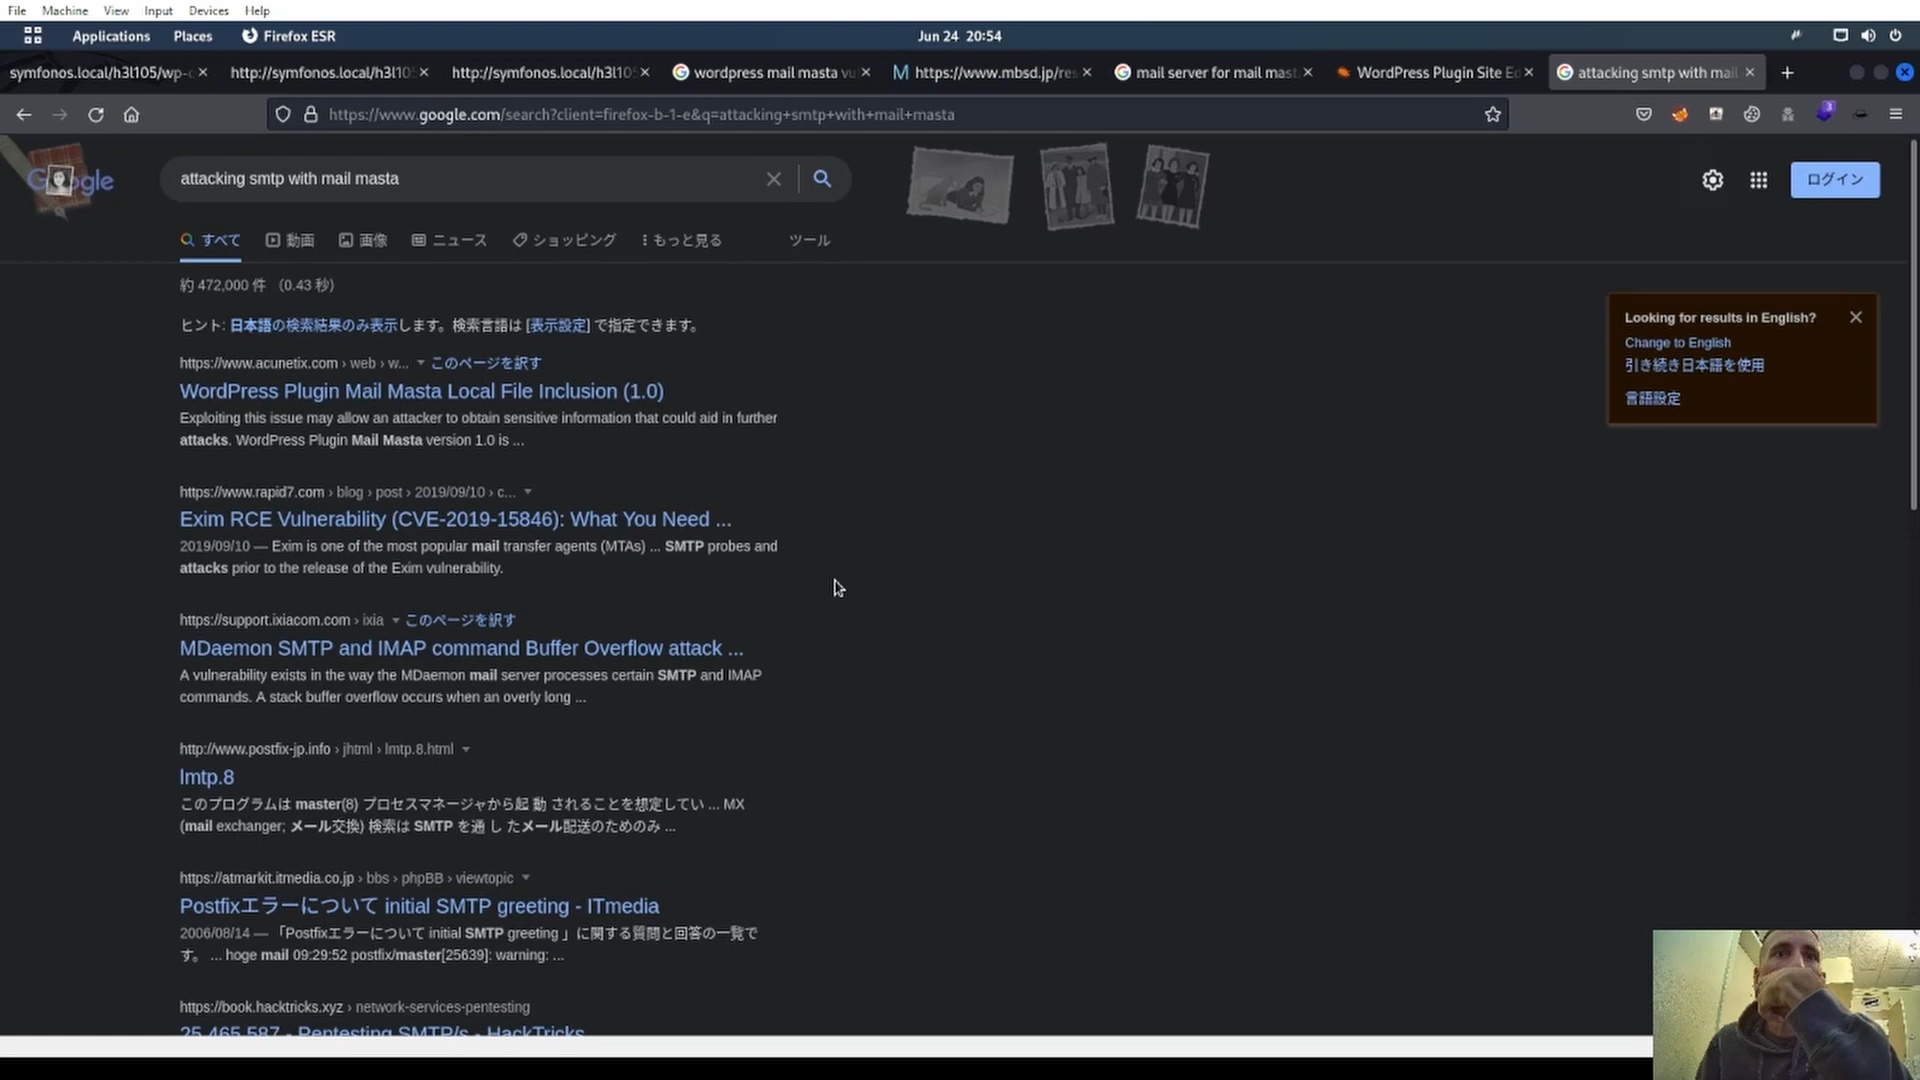 File Machine View Input Devices Help
Applications Places Firefox ESR Jun 24 20:54
symfonos.local/h3l105/wp-c http://symfonos.local/h3l105 http://symfonos.local/h3l105 wordpress mail masta vu https://www.mbsd.jp/res mail server for mail mast WordPress Plugin Site Ed attacking smtp with mail
https://www.google.com/search?client=firefox-b-1-e&q=attacking+smtp+with+mail+masta
3
attacking smtp with mail masta
ログイン
すべて 動画 画像 ニュース ショッピング もっと見る ツール
約 472,000 件 (0.43 秒)
ヒント: 日本語の検索結果のみ表示します。検索言語は [表示設定] で指定できます。
Looking for results in English?
Change to English
引き続き日本語を使用
言語設定
https://www.acunetix.com › web › w... このページを訳す
WordPress Plugin Mail Masta Local File Inclusion (1.0)
Exploiting this issue may allow an attacker to obtain sensitive information that could aid in further
attacks. WordPress Plugin Mail Masta version 1.0 is ...
https://www.rapid7.com › blog › post › 2019/09/10 › c...
Exim RCE Vulnerability (CVE-2019-15846): What You Need ...
2019/09/10 — Exim is one of the most popular mail transfer agents (MTAs) ... SMTP probes and
attacks prior to the release of the Exim vulnerability.
https://support.ixiacom.com › ixia このページを訳す
MDaemon SMTP and IMAP command Buffer Overflow attack ...
A vulnerability exists in the way the MDaemon mail server processes certain SMTP and IMAP
commands. A stack buffer overflow occurs when an overly long ...
http://www.postfix-jp.info › jhtml › lmtp.8.html
lmtp.8
このプログラムは master(8) プロセスマネージャから起 動 されることを想定してい ... MX
(mail exchanger; メール交換) 検索は SMTP を通 し たメール配送のためのみ ...
https://atmarkit.itmedia.co.jp › bbs › phpBB › viewtopic
Postfixエラーについて initial SMTP greeting - ITmedia
2006/08/14 — 「Postfixエラーについて initial SMTP greeting 」に関する質問と回答の一覧で
す。 ... hoge mail 09:29:52 postfix/master[25639]: warning: ...
https://book.hacktricks.xyz › network-services-pentesting
25,465,587 - Pentesting SMTP/s - HackTricks